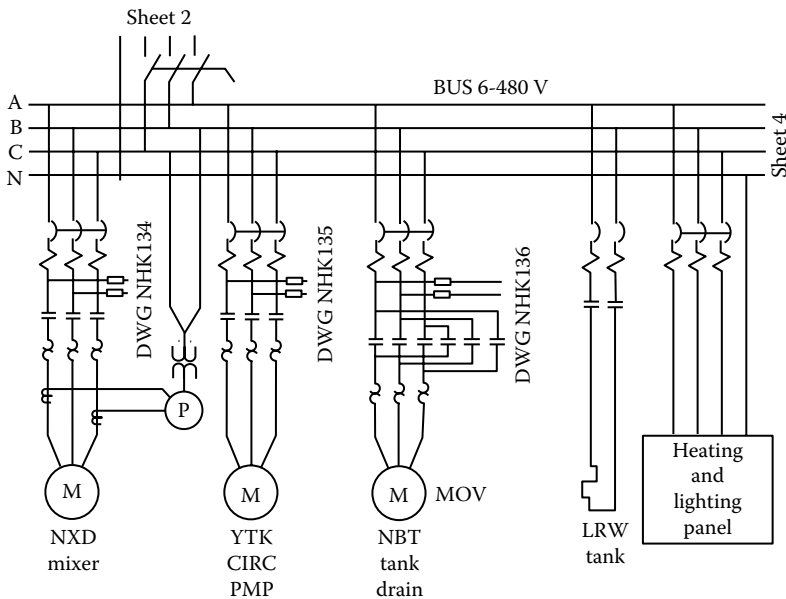 Sheet 2
BUS 6-480 V
A
B
C
N
Sheet 4
DWG NHK134
DWG NHK135
DWG NHK136
P
M
M
M
MOV
NXD
mixer
YTK
CIRC
PMP
NBT
tank
drain
LRW
tank
Heating
and
lighting
panel